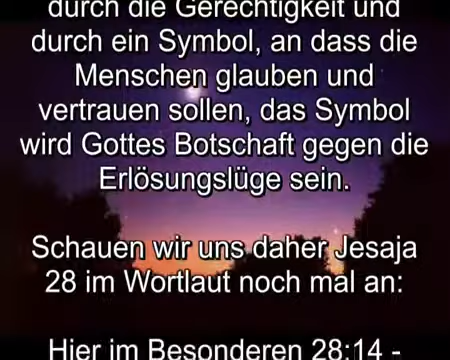 durch die Gerechtigkeit und
durch ein Symbol, an dass die
Menschen glauben und
vertrauen sollen, das Symbol
wird Gottes Botschaft gegen die
Erlösungslüge sein.
Schauen wir uns daher Jesaja
28 im Wortlaut noch mal an:
Hier im Besonderen 28:14 -